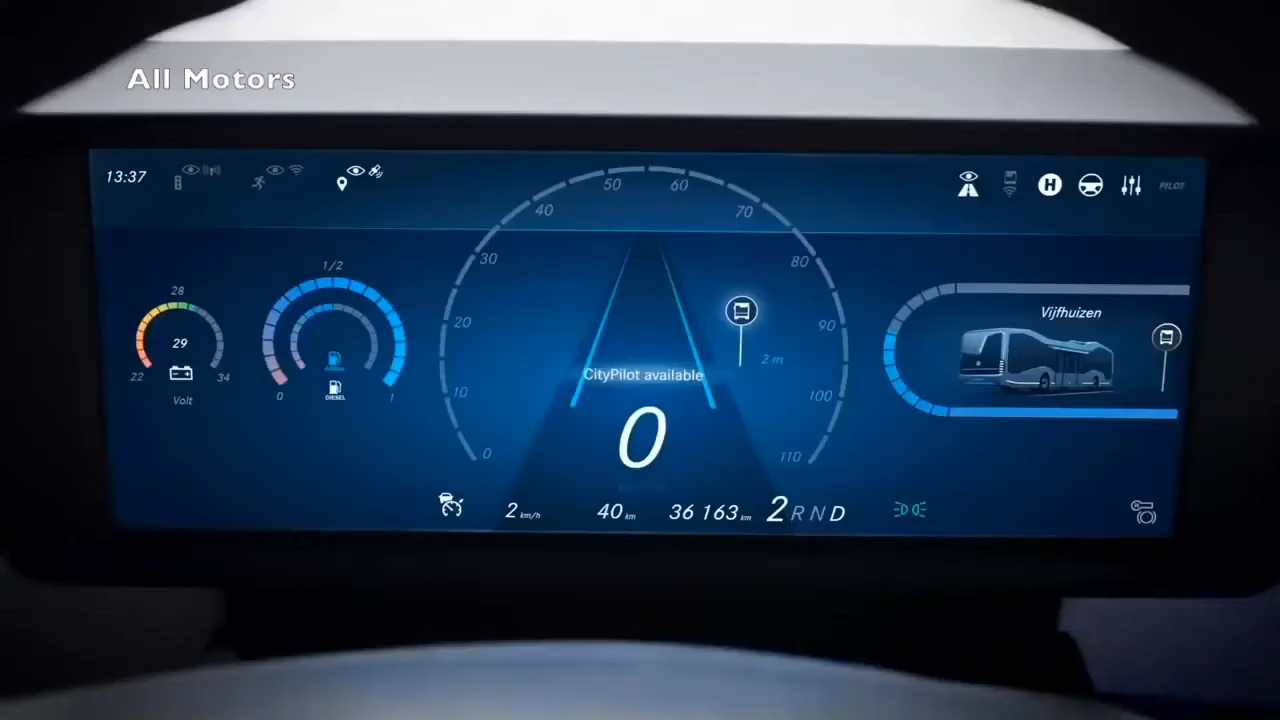 All Motors
13:37
H
PILOT
50
60
40
70
30
80
20
90
10
100
0
110
28
29
22
34
Volt
1/2
0
1
DIESEL
2 m
CityPilot available
0
Vijfhuizen
2 km/h
40 km
36 163 km
2 R N D